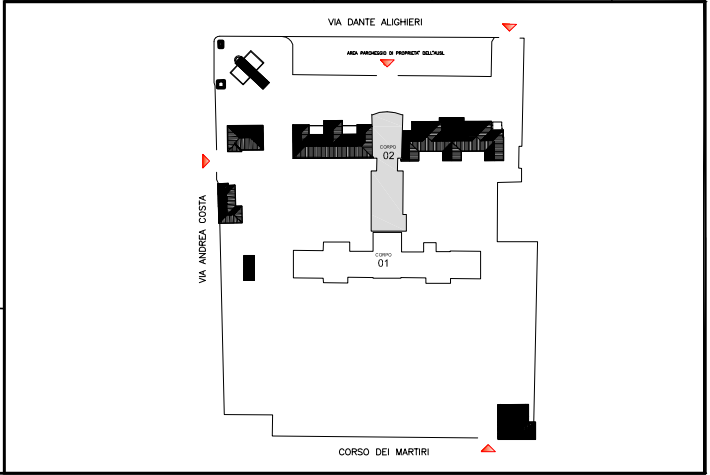 VIA DANTE ALIGHIERI
AREA PARCHEGGIO DI PROPRIETA' DELL'AUSL
CORPO
02
VIA ANDREA COSTA
CORPO
01
CORSO DEI MARTIRI